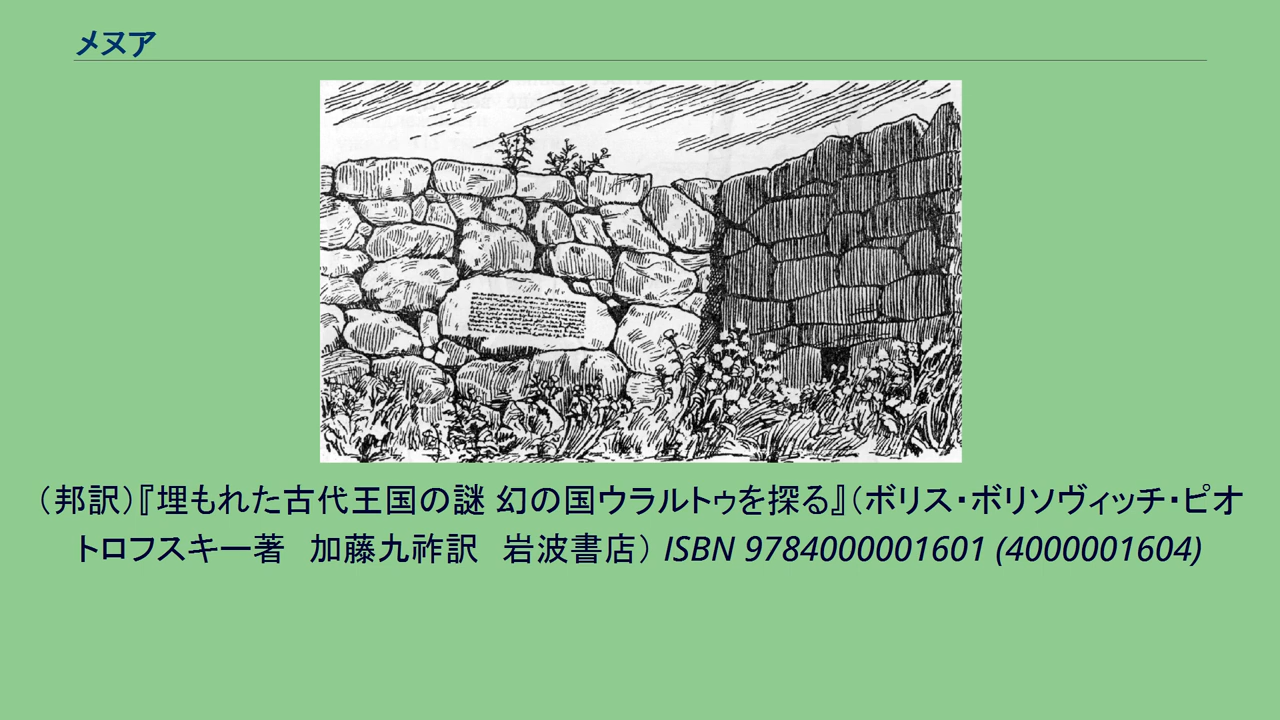 メヌア
（邦訳）『埋もれた古代王国の謎 幻の国ウラルトゥを探る』（ボリス・ボリソヴィッチ・ピオ
トロフスキー著　加藤九祚訳　岩波書店） ISBN 9784000001601 (4000001604)